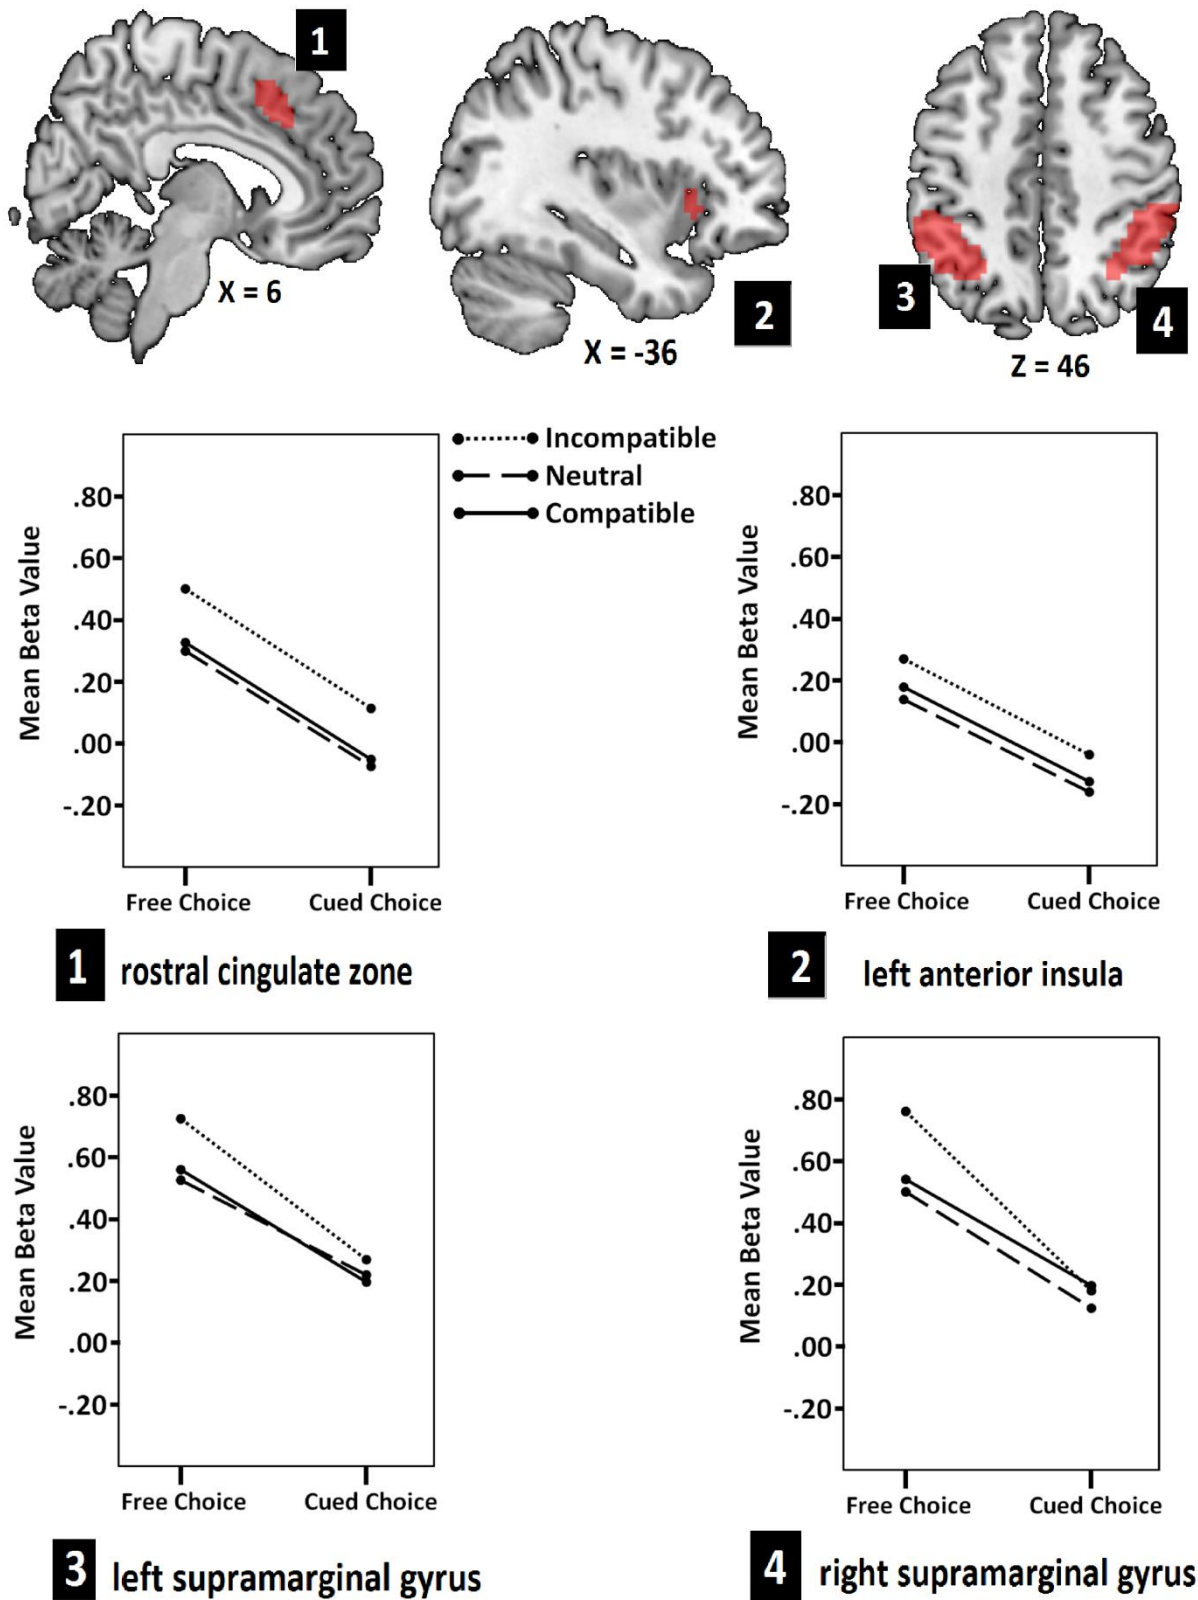 1
X = 6
2
X = -36
3
4
Z = 46
Incompatible
Neutral
Compatible
Mean Beta Value
.80
.60
.40
.20
.00
-.20
Free Choice Cued Choice
1 rostral cingulate zone
Mean Beta Value
.80
.60
.40
.20
.00
-.20
Free Choice Cued Choice
2 left anterior insula
Mean Beta Value
.80
.60
.40
.20
.00
-.20
Free Choice Cued Choice
3 left supramarginal gyrus
Mean Beta Value
.80
.60
.40
.20
.00
-.20
Free Choice Cued Choice
4 right supramarginal gyrus